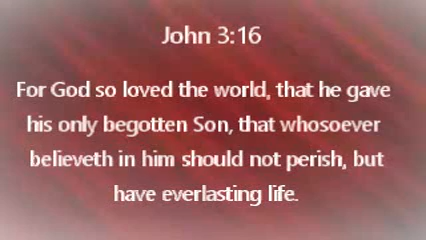 John 3:16
For God so loved the world, that he gave
his only begotten Son, that whosoever
believeth in him should not perish, but
have everlasting life.